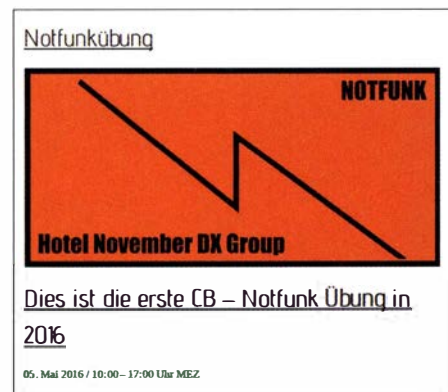 Notfunkübung
NOTFUNK
Hotel November DX Group
Dies ist die erste CB – Notfunk Übung in
2016
05. Mai 2016 / 10:00 – 17:00 Uhr MEZ